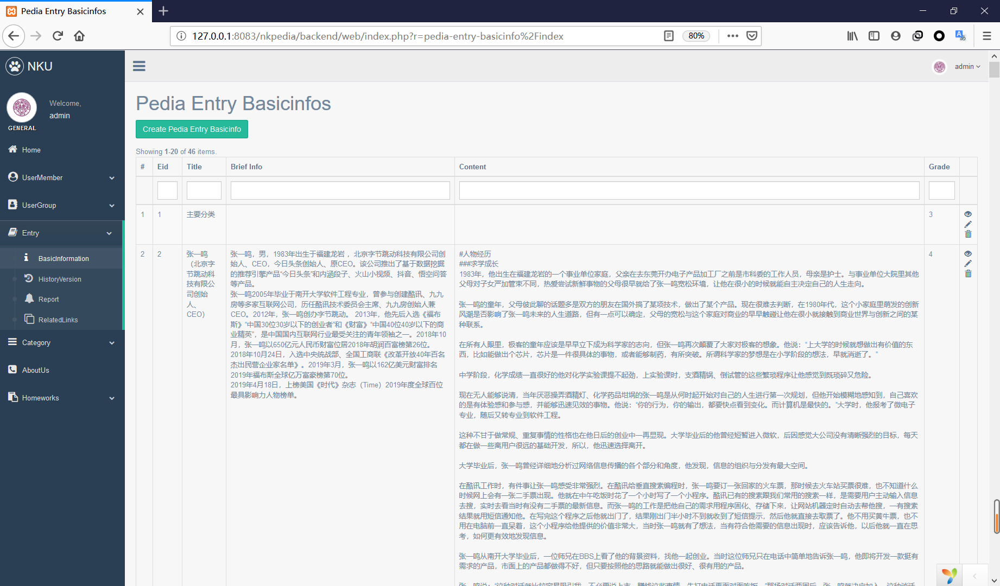 Pedia Entry Basicinfos
127.0.0.1:8083/nkpedia/backend/web/index.php?r=pedia-entry-basicinfo%2Findex
80%
NKU
admin
Welcome,
admin
GENERAL
Home
UserMember
UserGroup
Entry
BasicInformation
HistoryVersion
Report
RelatedLinks
Category
AboutUs
Homeworks
Pedia Entry Basicinfos
Create Pedia Entry Basicinfo
Showing 1-20 of 46 items.
# Eid Title Brief Info Content Grade
1 1 主要分类 3
2 2
张一鸣
（北京字
节跳动科
技有限公
司创始
人、
CEO）
张一鸣，男，1983年出生于福建龙岩 ，北京字节跳动科技有限公司创
始人、CEO，今日头条创始人、原CEO。该公司推出了基于数据挖掘
的推荐引擎产品“今日头条”和内涵段子、火山小视频、抖音、悟空问答
等产品。
张一鸣2005年毕业于南开大学软件工程专业，曾参与创建酷讯、九九
房等多家互联网公司，历任酷讯技术委员会主席、九九房创始人兼
CEO。2012年，张一鸣创办字节跳动。 2013年，他先后入选《福布
斯》“中国30位30岁以下的创业者”和《财富》“中国40位40岁以下的商
业精英”，是中国国内互联网行业最受关注的青年领袖之一。2018年10
月，张一鸣以650亿元人民币财富位居2018年胡润百富榜第26位。
2018年10月24日，入选中央统战部、全国工商联《改革开放40年百名
杰出民营企业家名单》。2019年3月，张一鸣以162亿美元财富排名
2019年福布斯全球亿万富豪榜第70位。
2019年4月18日，上榜美国《时代》杂志（Time）2019年度全球百位
最具影响力人物榜单。
#人物经历
###求学成长
1983年，他出生在福建龙岩的一个事业单位家庭，父亲在去东莞开办电子产品加工厂之前是市科委的工作人员，母亲是护士。与事业单位大院里其他
父母对子女严加管束不同，热爱尝试新鲜事物的父母很早就给了张一鸣宽松环境，让他在很小的时候就能自主决定自己的人生走向。
张一鸣的童年，父母彼此聊的话题多是双方的朋友在国外搞了某项技术，做出了某个产品。现在很难去判断，在1980年代，这个小家庭里萌发的创新
风潮是否影响了张一鸣未来的人生道路，但有一点可以确定，父母的宽松与这个家庭对商业的早早触碰让他在很小就接触到商业世界与创新之间的某
种联系。
在所有人眼里，极客的童年应该是早早立下成为科学家的志向，但张一鸣再次颠覆了大家对极客的想象。他说：“上大学的时候就想做出有价值的东
西，比如能做出个芯片，芯片是一件很具体的事物，或者能够制药，有所突破。所谓科学家的梦想是在小学阶段的想法，早就消逝了。”
中学阶段，化学成绩一直很好的他对化学实验课提不起劲，上实验课时，支酒精锅、倒试管的这些繁琐程序让他感觉到既琐碎又危险。
现在无人能够说清，当年厌恶操弄酒精灯、化学药品坩埚的张一鸣是从何时起开始对自己的人生进行第一次规划，但他开始模糊地感知到，自己喜欢
的是有体验感和参与感，并能够迅速见效的事物。他说：“你的行为，你的输出，都要快点看到变化。而计算机是最快的。”大学时，他报考了微电子
专业，随后又转专业到软件工程。
这种不甘于做常规、重复事情的性格也在他日后的创业中一再显现。大学毕业后的他曾经短暂进入微软，后因感觉大公司没有清晰强烈的目标，每天
都在做一些离用户很远的基础开发，所以，他迅速选择离开。
大学毕业后，张一鸣曾经详细地分析过网络信息传播的各个部分和角度，他发现，信息的组织与分发有最大空间。
在酷讯工作时，有件事让张一鸣感受非常强烈。在酷讯给垂直搜索编程时，张一鸣要订一张回家的火车票，那时候去火车站买票很难，也不知道什么
时候网上会有一张二手票出现。他就在中午吃饭时花了一个小时写了一个小程序。酷讯已有的搜索跟我们常用的搜索一样，是需要用户主动输入信息
去搜，实时去看当时有没有二手票的最新信息。而张一鸣的工作是把他自己的需求用程序固化、存储下来，让网站机器定时自动去帮他搜，一有搜索
结果就用短信通知他。在写完这个程序之后他就出门了，结果刚出门半小时不到就收到了短信提示，然后他就直接去取票了。他不用买黄牛票，也不
用在电脑前一直呆着，这个小程序给他提供的价值非常大，当时张一鸣就有了想法，当有符合他需要的信息出现时，应该告诉他，以后他就一直在思
考，如何更有效地发现信息。
张一鸣从南开大学毕业后，一位师兄在BBS上看了他的背景资料，找他一起创业。当时这位师兄只在电话中简单地告诉张一鸣，他即将开发一款挺有
需求的产品，市面上的产品都做得不好，但只要按照他的思路就能做出很好、很有用的产品。
4